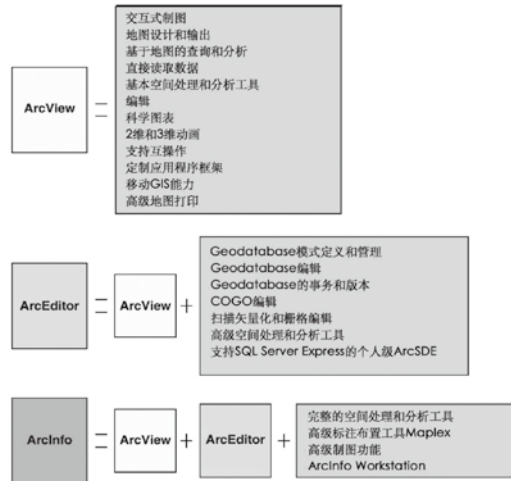 交互式制图
地图设计和输出
基于地图的查询和分析
直接读取数据
基本空间处理和分析工具
编辑
科学图表
2维和3维动画
支持互操作
定制应用程序框架
移动GIS能力
高级地图打印
ArcView =
Geodatabase模式定义和管理
Geodatabase编辑
Geodatabase的事务和版本
COGO编辑
扫描矢量化和栅格编辑
高级空间处理和分析工具
支持SQL Server Express的个人级ArcSDE
ArcEditor = ArcView +
完整的空间处理和分析工具
高级标注布置工具Maplex
高级制图功能
ArcInfo Workstation
ArcInfo = ArcView + ArcEditor +